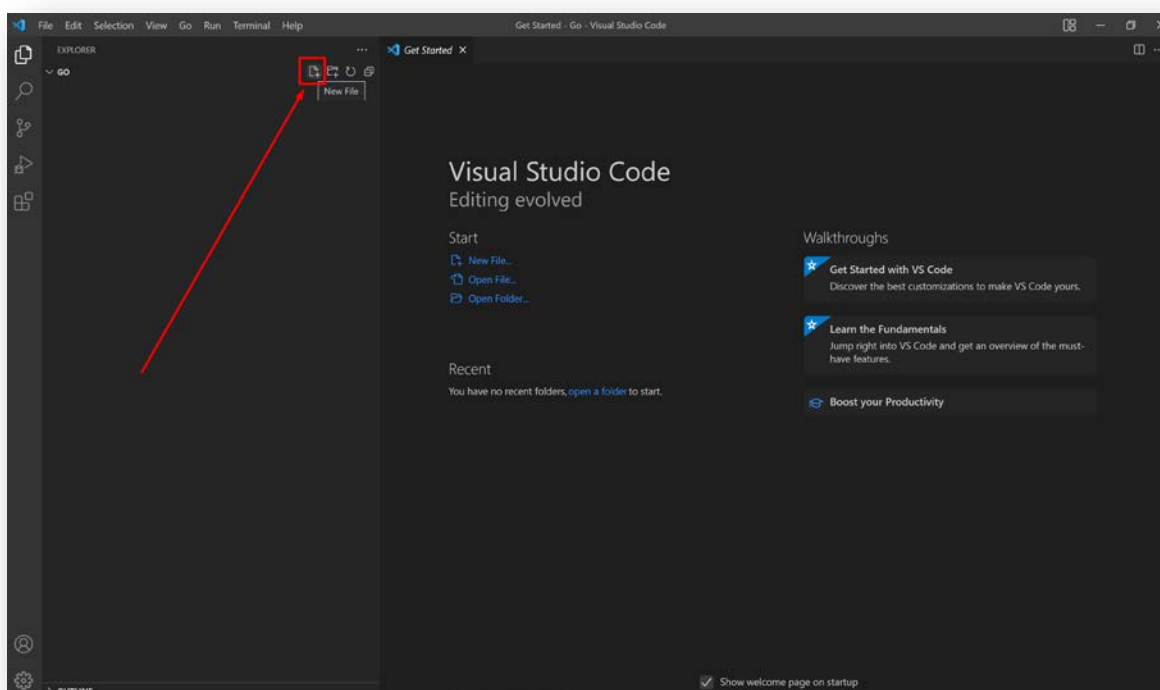 File Edit Selection View Go Run Terminal Help
Get Started - Go - Visual Studio Code
EXPLORER
Get Started
GO
New File
Visual Studio Code
Editing evolved
Start
New File...
Open File...
Open Folder...
Recent
You have no recent folders, open a folder to start.
Walkthroughs
Get Started with VS Code
Discover the best customizations to make VS Code yours.
Learn the Fundamentals
Jump right into VS Code and get an overview of the must-
have features.
Boost your Productivity
Show welcome page on startup